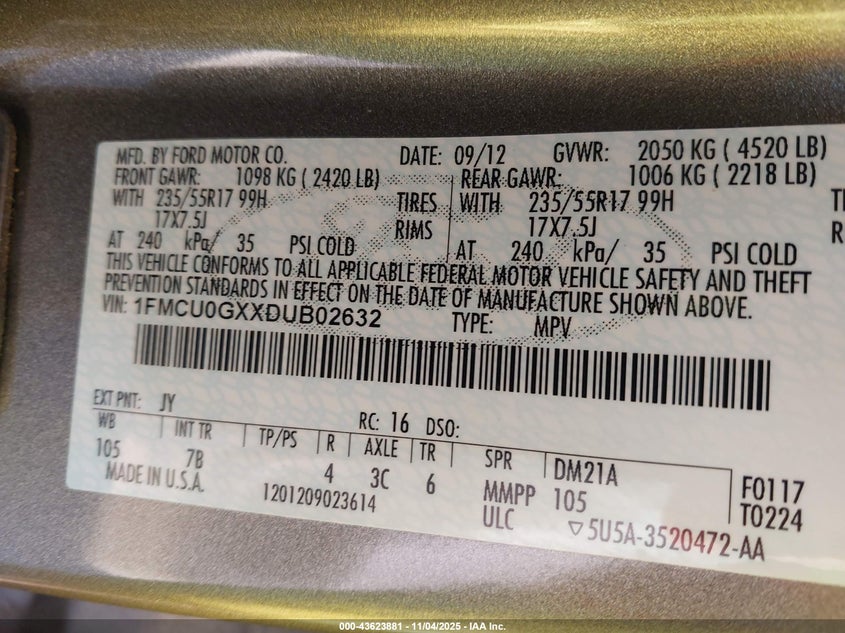 MFD. BY FORD MOTOR CO. DATE: 09/12 GVWR: 2050 KG ( 4520 LB)
FRONT GAWR: 1098 KG ( 2420 LB) REAR GAWR: 1006 KG ( 2218 LB)
WITH 235/55R17 99H TIRES WITH 235/55R17 99H
17X7.5J RIMS 17X7.5J R
AT 240 kPa/ 35 PSI COLD AT 240 kPa/ 35 PSI COLD
THIS VEHICLE CONFORMS TO ALL APPLICABLE FEDERAL MOTOR VEHICLE SAFETY AND THEFT
PREVENTION STANDARDS IN EFFECT ON THE DATE OF MANUFACTURE SHOWN ABOVE.
VIN: 1FMCU0GXXDUB02632 TYPE: MPV
EXT PNT: JY RC: 16 DSO:
WB INT TR TP/PS R AXLE TR SPR DM21A
105 7B 4 3C 6 MMPP 105 F0117
MADE IN U.S.A. 1201209023614 ULC ▽5U5A-3520472-AA T0224
000-43623881 - 11/04/2025 - IAA Inc.